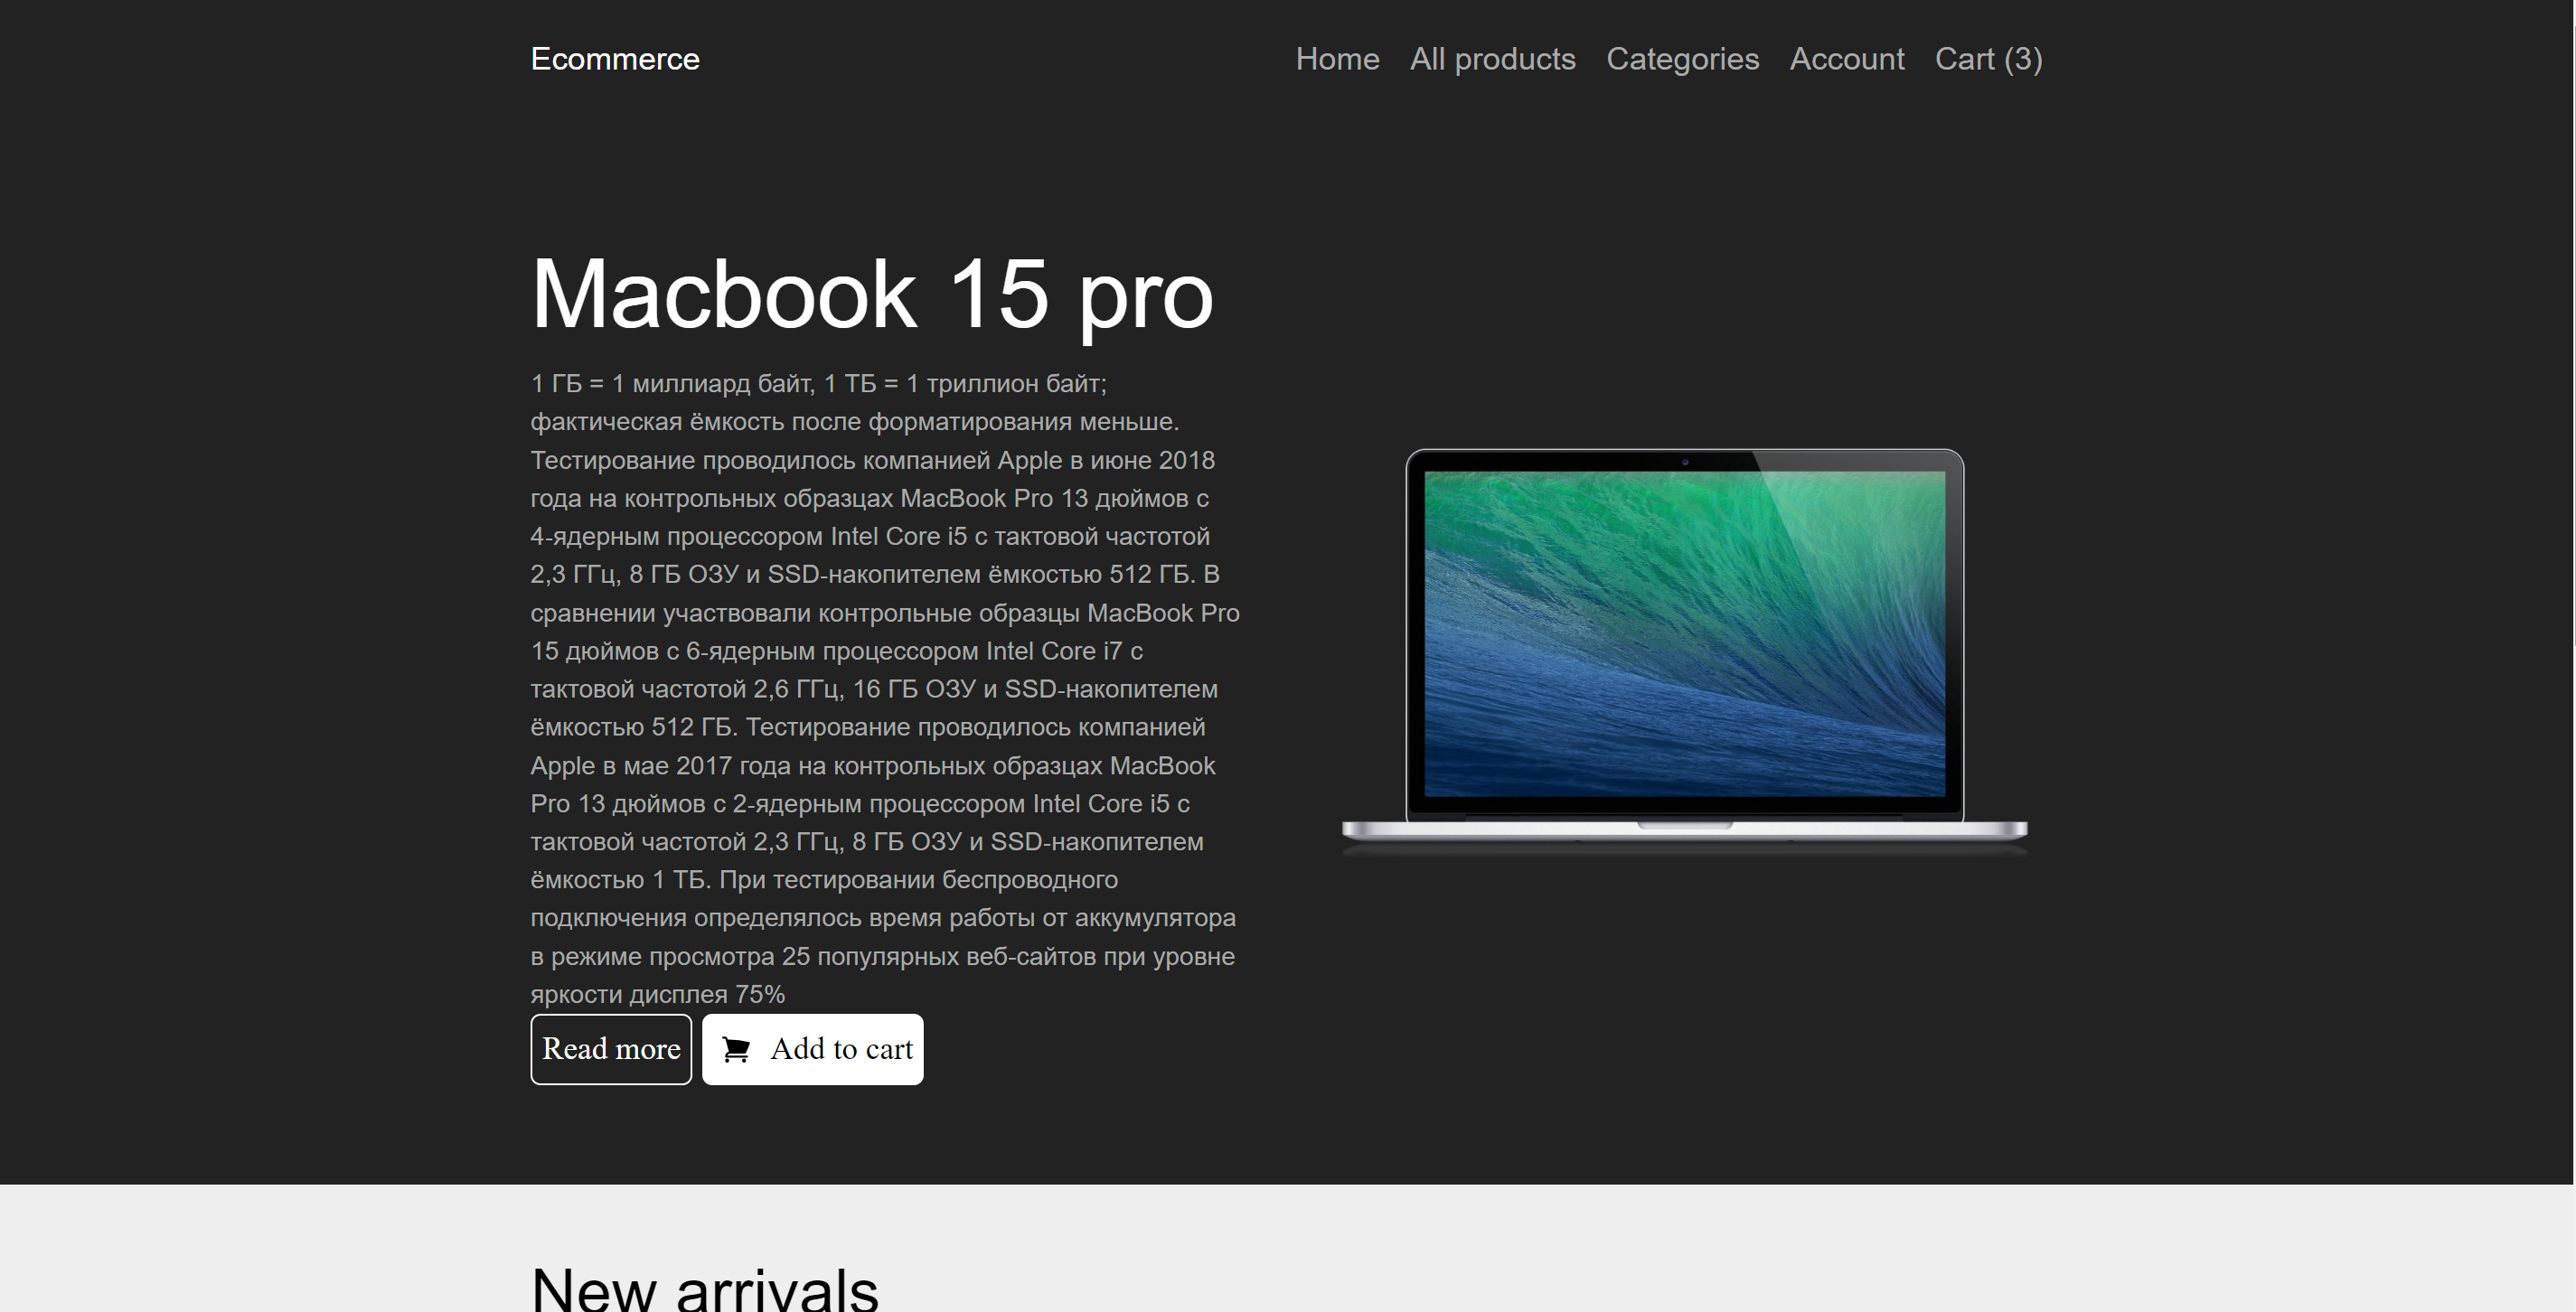 Ecommerce
Home All products Categories Account Cart (3)
Macbook 15 pro
1 ГБ = 1 миллиард байт, 1 ТБ = 1 триллион байт;
фактическая ёмкость после форматирования меньше.
Тестирование проводилось компанией Apple в июне 2018
года на контрольных образцах MacBook Pro 13 дюймов с
4-ядерным процессором Intel Core i5 с тактовой частотой
2,3 ГГц, 8 ГБ ОЗУ и SSD-накопителем ёмкостью 512 ГБ. В
сравнении участвовали контрольные образцы MacBook Pro
15 дюймов с 6-ядерным процессором Intel Core i7 с
тактовой частотой 2,6 ГГц, 16 ГБ ОЗУ и SSD-накопителем
ёмкостью 512 ГБ. Тестирование проводилось компанией
Apple в мае 2017 года на контрольных образцах MacBook
Pro 13 дюймов с 2-ядерным процессором Intel Core i5 с
тактовой частотой 2,3 ГГц, 8 ГБ ОЗУ и SSD-накопителем
ёмкостью 1 ТБ. При тестировании беспроводного
подключения определялось время работы от аккумулятора
в режиме просмотра 25 популярных веб-сайтов при уровне
яркости дисплея 75%
Read more Add to cart
New arrivals